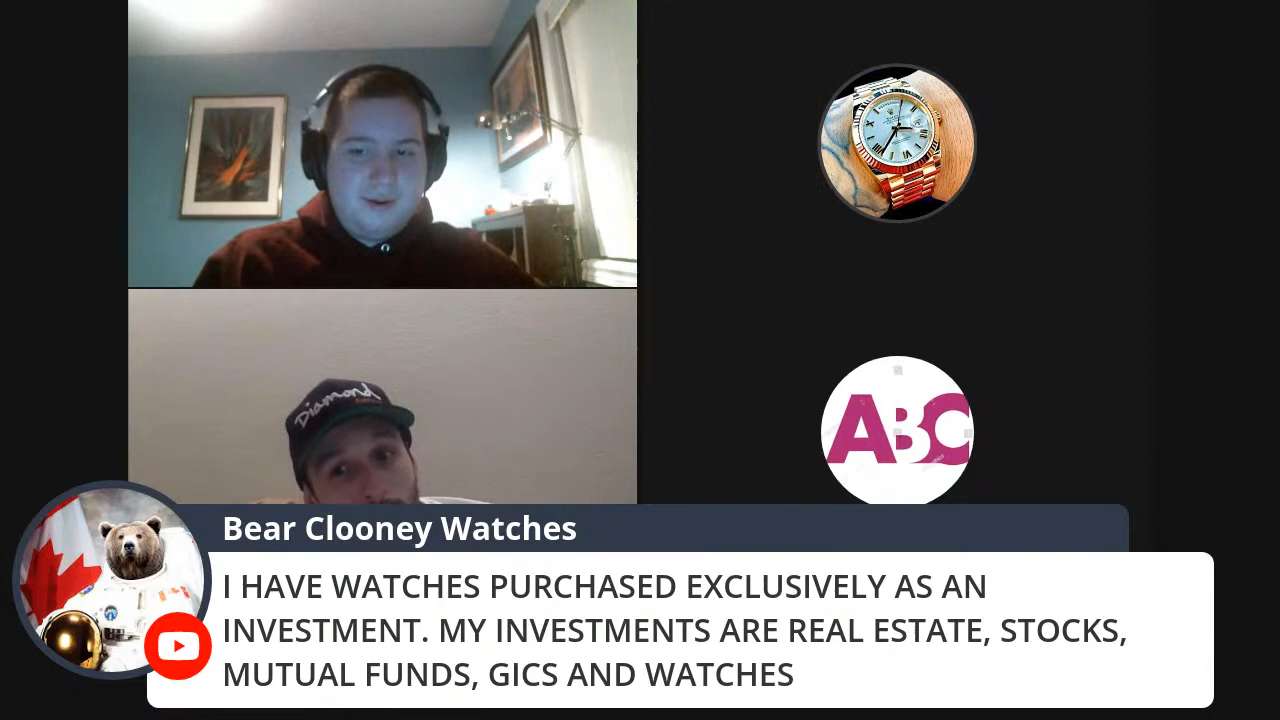 Diamond
ABC
Bear Clooney Watches
I HAVE WATCHES PURCHASED EXCLUSIVELY AS AN
INVESTMENT. MY INVESTMENTS ARE REAL ESTATE, STOCKS,
MUTUAL FUNDS, GICS AND WATCHES